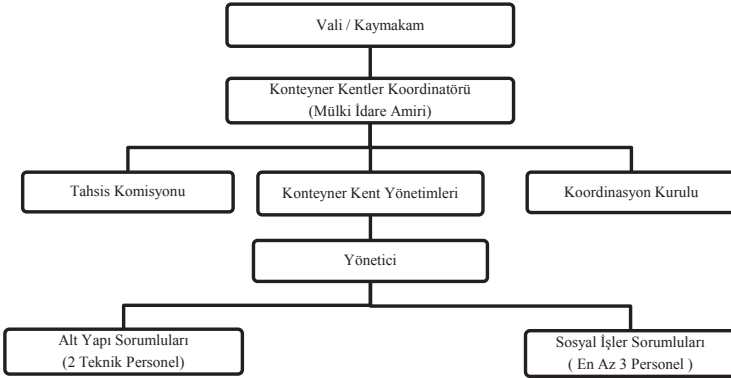 Vali / Kaymakam
Konteyner Kentler Koordinatörü
(Mülki İdare Amiri)
Tahsis Komisyonu
Konteyner Kent Yönetimleri
Koordinasyon Kurulu
Yönetici
Alt Yapı Sorumluları
(2 Teknik Personel)
Sosyal İşler Sorumluları
( En Az 3 Personel )